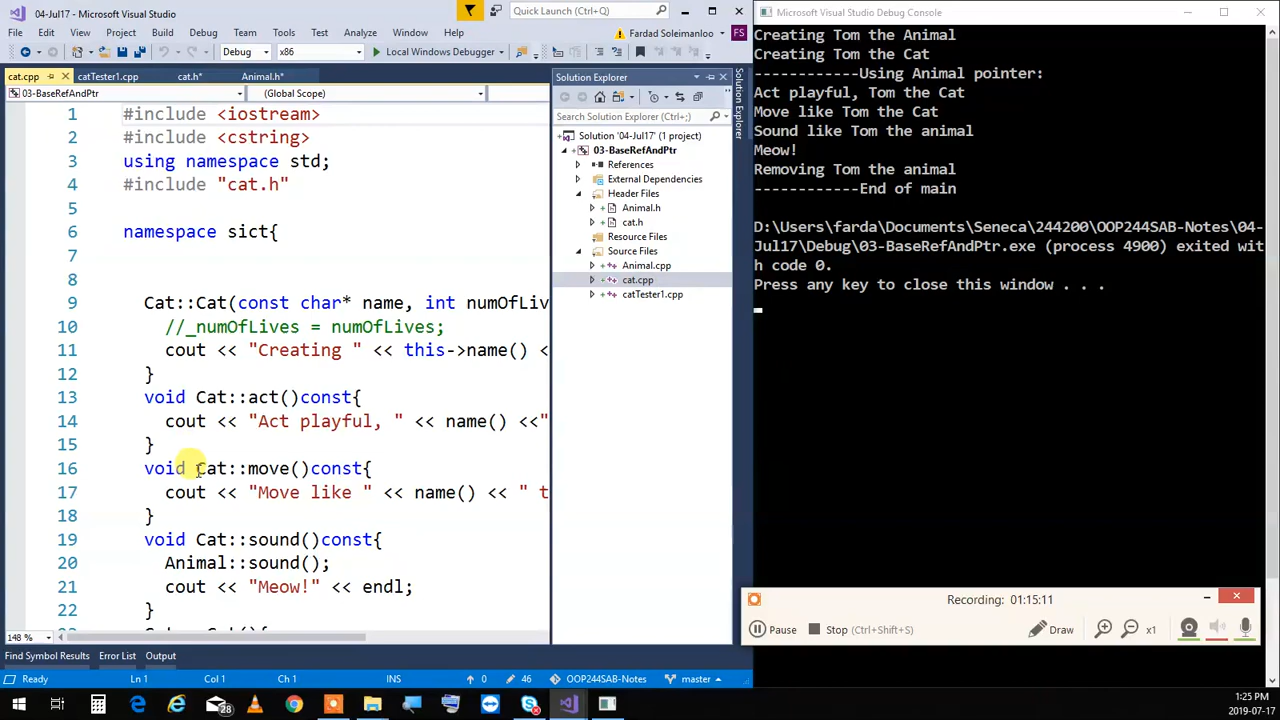 04-Jul17 - Microsoft Visual Studio
Quick Launch (Ctrl+Q)
File Edit View Project Build Debug Team Tools Test Analyze Window Help
Fardad Soleimanloo FS
Debug x86 Local Windows Debugger
cat.cpp catTester1.cpp cat.h* Animal.h*
03-BaseRefAndPtr (Global Scope)
1 #include <iostream>
2 #include <cstring>
3 using namespace std;
4 #include "cat.h"
5
6 namespace sict{
7
8
9 Cat::Cat(const char* name, int numOfLiv
10 //_numOfLives = numOfLives;
11 cout << "Creating " << this->name() <
12 }
13 void Cat::act()const{
14 cout << "Act playful, " << name() <<"
15 }
16 void Cat::move()const{
17 cout << "Move like " << name() << " t
18 }
19 void Cat::sound()const{
20 Animal::sound();
21 cout << "Meow!" << endl;
22 }
148 %
Find Symbol Results Error List Output
Ready Ln 1 Col 1 Ch 1 INS 0 46 OOP244SAB-Notes master
Solution Explorer
Search Solution Explorer (Ctrl+;)
Solution '04-Jul17' (1 project)
03-BaseRefAndPtr
References
External Dependencies
Header Files
Animal.h
cat.h
Resource Files
Source Files
Animal.cpp
cat.cpp
catTester1.cpp
Solution Explorer
Microsoft Visual Studio Debug Console
Creating Tom the Animal
Creating Tom the Cat
------------Using Animal pointer:
Act playful, Tom the Cat
Move like Tom the Cat
Sound like Tom the animal
Meow!
Removing Tom the animal
------------End of main
D:\Users\farda\Documents\Seneca\244200\OOP244SAB-Notes\04-
Jul17\Debug\03-BaseRefAndPtr.exe (process 4900) exited wit
h code 0.
Press any key to close this window . . .
Recording: 01:15:11
Pause Stop (Ctrl+Shift+S) Draw x1
28
1:25 PM
2019-07-17